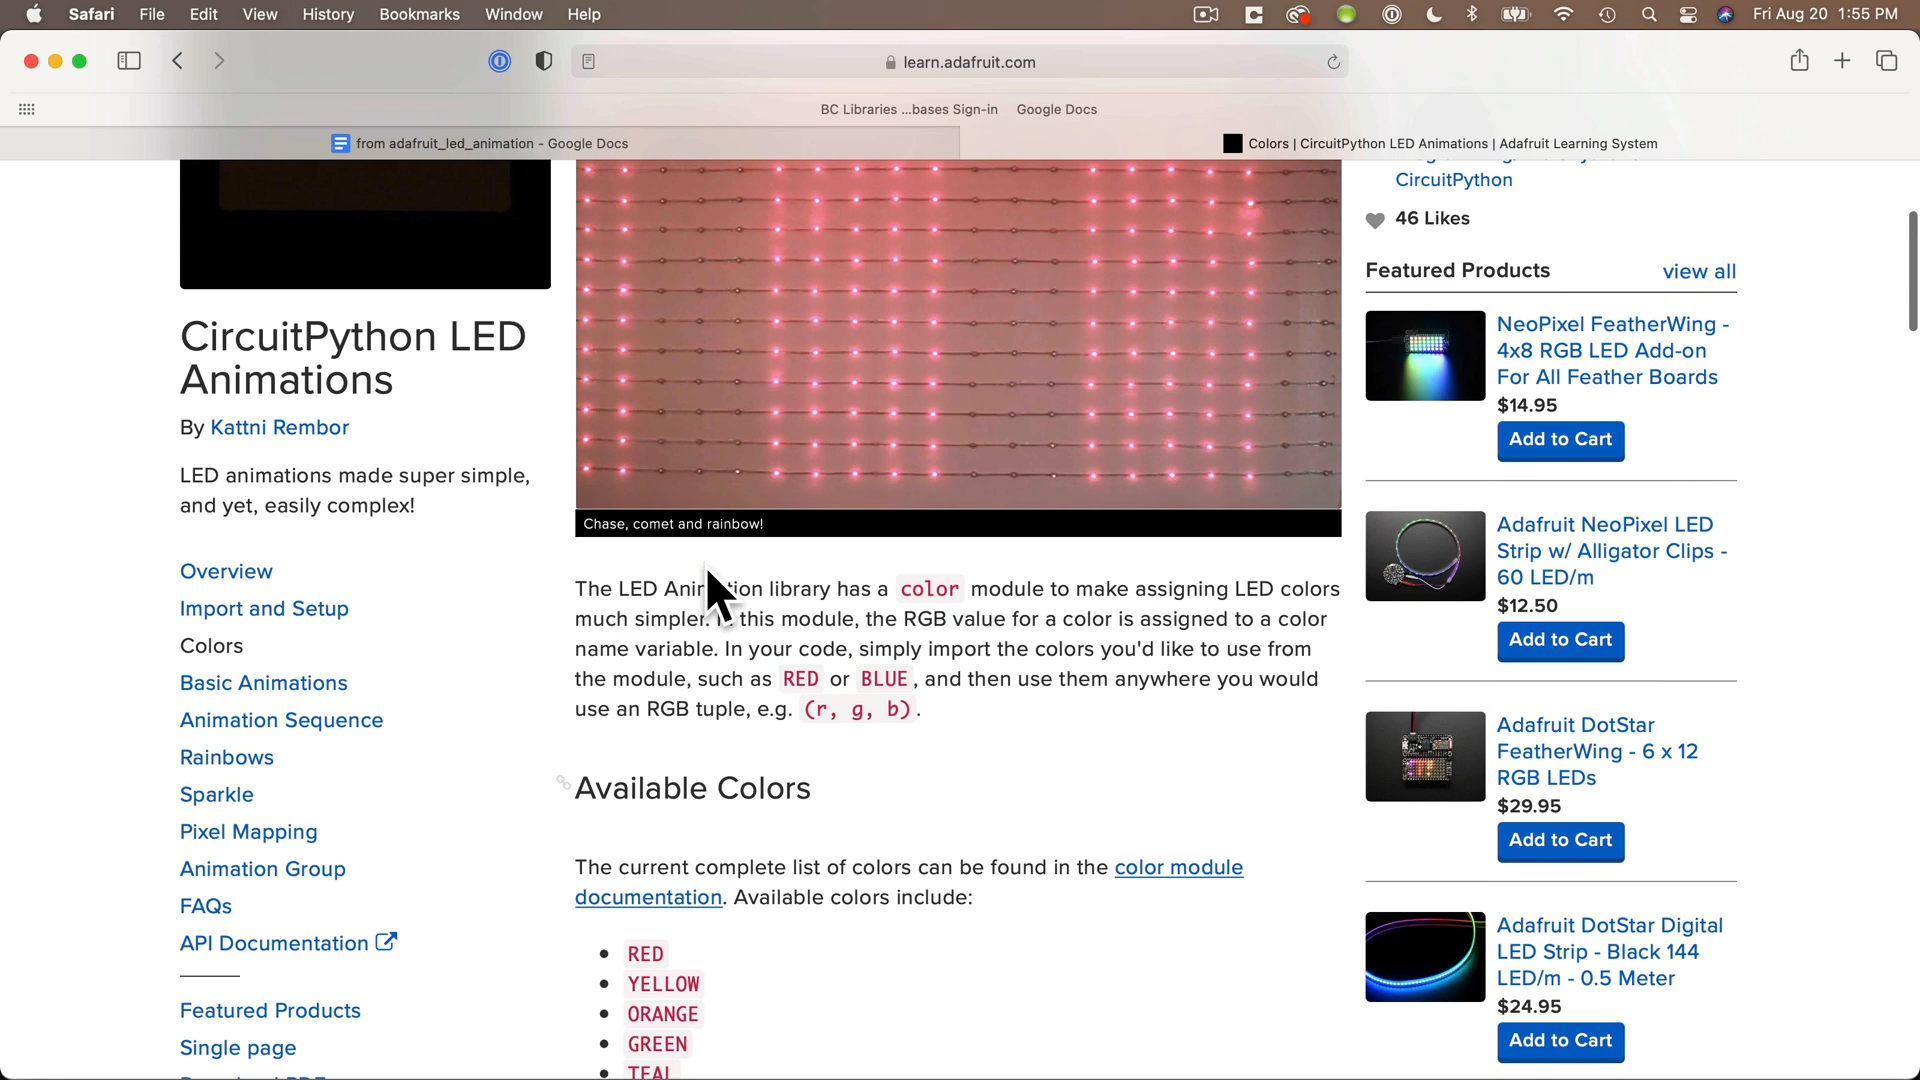 Safari File Edit View History Bookmarks Window Help Fri Aug 20 1:55 PM
learn.adafruit.com
BC Libraries ...bases Sign-in Google Docs
from adafruit_led_animation - Google Docs
Colors | CircuitPython LED Animations | Adafruit Learning System
CircuitPython LED
Animations
By Kattni Rembor
LED animations made super simple,
and yet, easily complex!
Overview
Import and Setup
Colors
Basic Animations
Animation Sequence
Rainbows
Sparkle
Pixel Mapping
Animation Group
FAQs
API Documentation
Featured Products
Single page
Chase, comet and rainbow!
The LED library has a color module to make assigning LED colors
much simpler. this module, the RGB value for a color is assigned to a color
name variable. In your code, simply import the colors you'd like to use from
the module, such as RED or BLUE, and then use them anywhere you would
use an RGB tuple, e.g. (r, g, b).
Available Colors
The current complete list of colors can be found in the color module
documentation. Available colors include:
RED
YELLOW
ORANGE
GREEN
TEAL
CircuitPython
46 Likes
Featured Products view all
NeoPixel FeatherWing -
4x8 RGB LED Add-on
For All Feather Boards
$14.95
Add to Cart
Adafruit NeoPixel LED
Strip w/ Alligator Clips -
60 LED/m
$12.50
Add to Cart
Adafruit DotStar
FeatherWing - 6 x 12
RGB LEDs
$29.95
Add to Cart
Adafruit DotStar Digital
LED Strip - Black 144
LED/m - 0.5 Meter
$24.95
Add to Cart